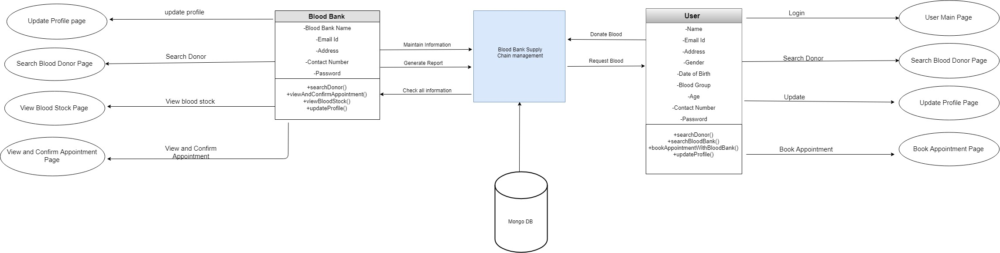 Update Profile page
Search Blood Donor Page
View Blood Stock Page
View and Confirm Appointment
Page
update profile
Search Donor
View blood stock
View and Confirm
Appointment
Blood Bank
-Blood Bank Name
-Email Id
-Address
-Contact Number
-Password
+searchDonor()
+viewAndConfirmAppointment()
+viewBloodStock()
+updateProfile()
Maintain Information
Generate Report
Check all information
Blood Bank Supply
Chain management
Mongo DB
Donate Blood
Request Blood
User
-Name
-Email Id
-Address
-Gender
-Date of Birth
-Blood Group
-Age
-Contact Number
-Password
+searchDonor()
+searchBloodBank()
+bookAppointmentWithBloodBank()
+updateProfile()
Login
Search Donor
Update
Book Appointment
User Main Page
Search Blood Donor Page
Update Profile Page
Book Appointment Page